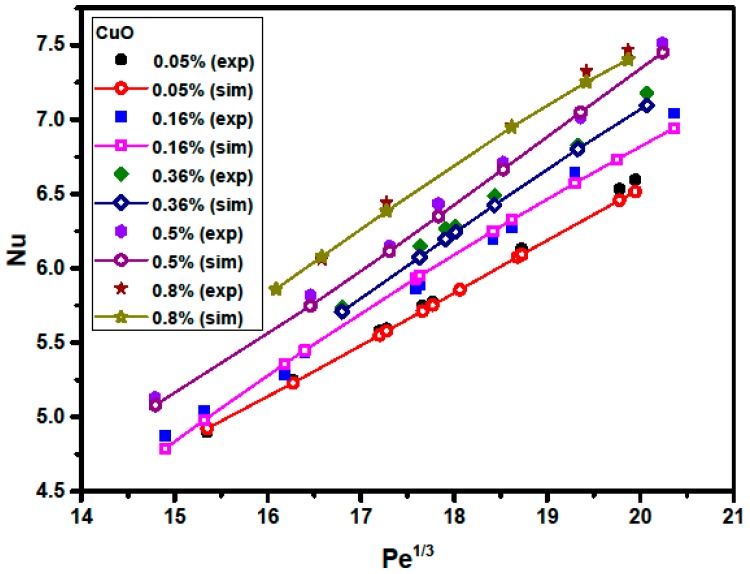 CuO
0.05% (exp)
0.05% (sim)
0.16% (exp)
0.16% (sim)
0.36% (exp)
0.36% (sim)
0.5% (exp)
0.5% (sim)
0.8% (exp)
0.8% (sim)
7.5
7.0
6.5
6.0
5.5
5.0
4.5
Nu
14 15 16 17 18 19 20 21
Pe^1/3